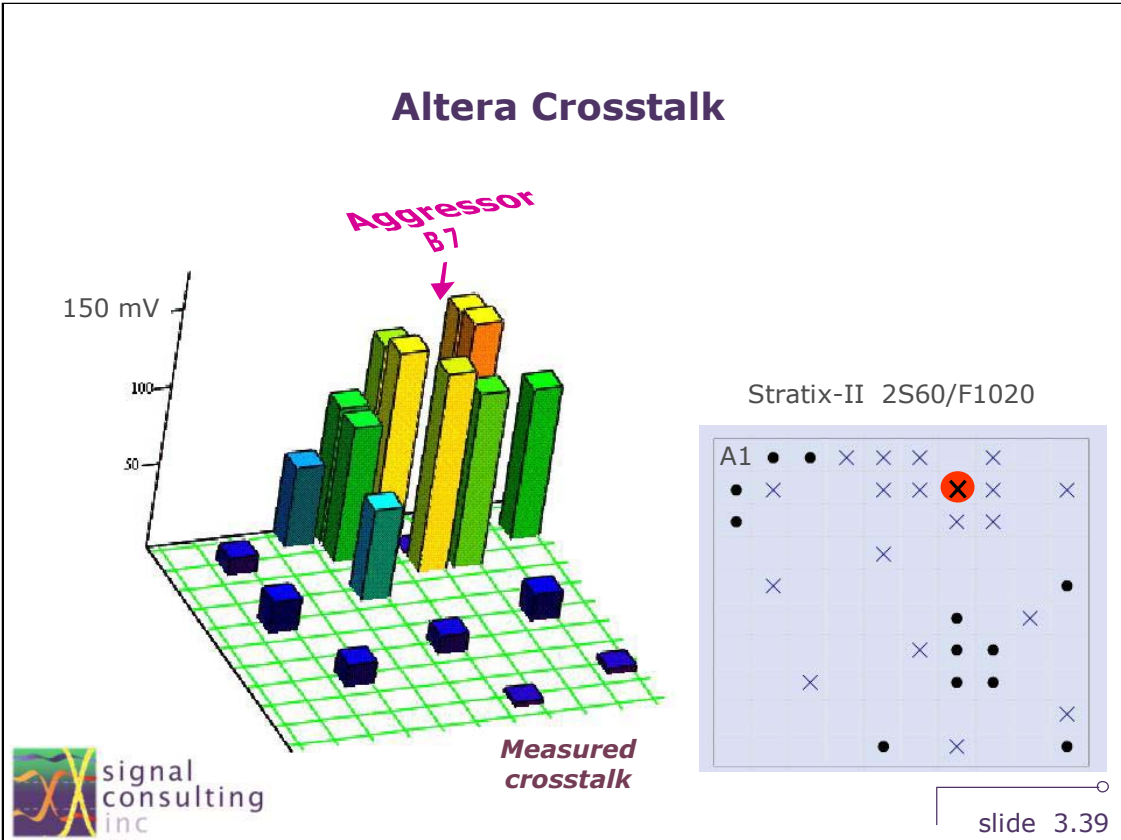 Altera Crosstalk
Aggressor
B7
150 mV
100
50
Stratix-II 2S60/F1020
A1
Measured
crosstalk
signal
consulting
inc
slide 3.39